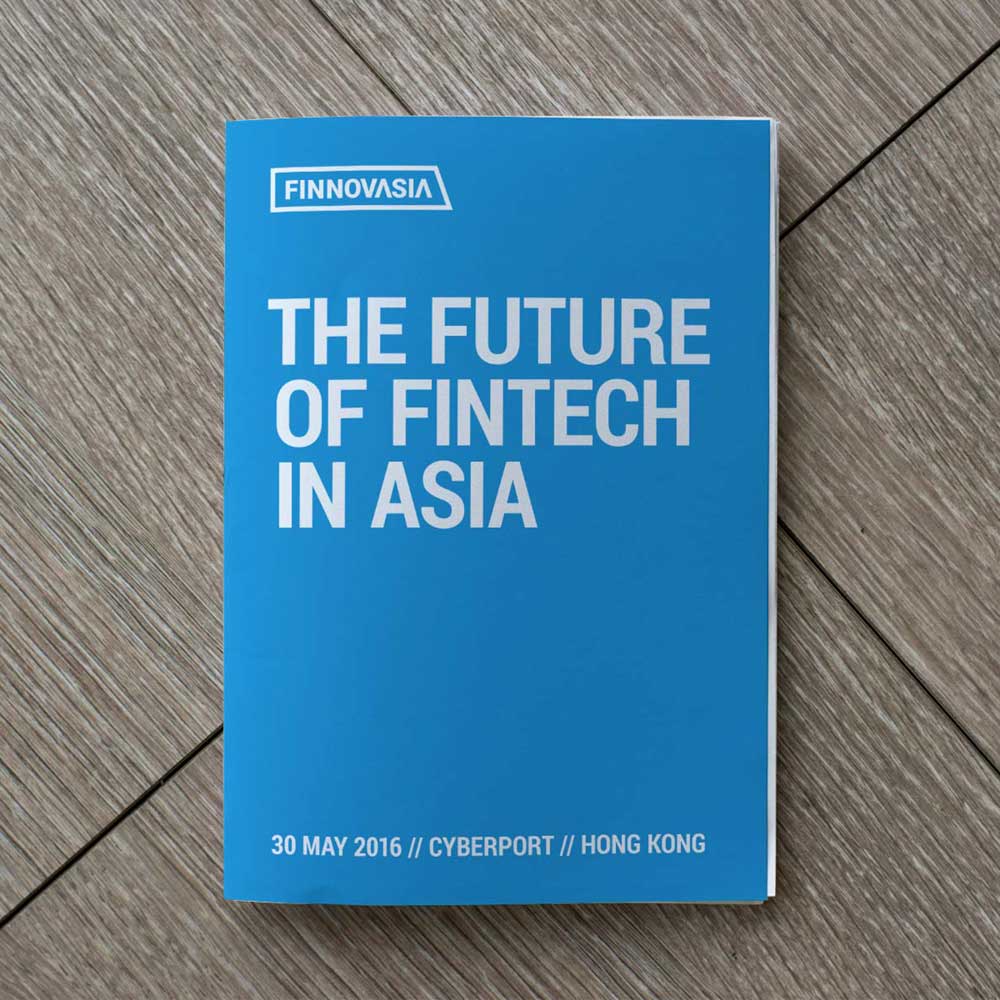 FINNOVASIA
THE FUTURE
OF FINTECH
IN ASIA
30 MAY 2016 // CYBERPORT // HONG KONG